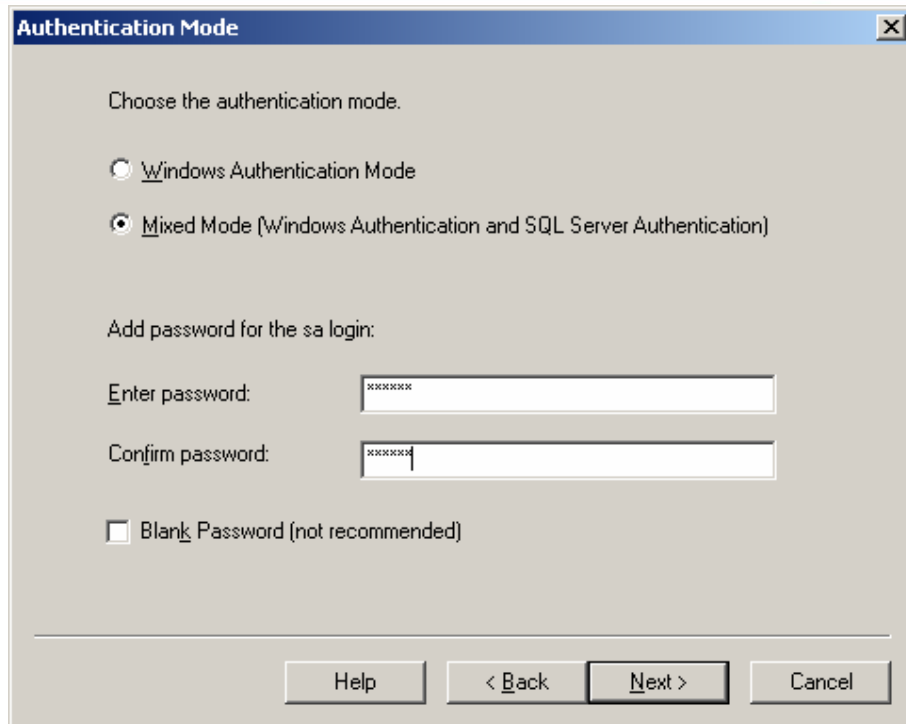 Authentication Mode
Choose the authentication mode.
Windows Authentication Mode
Mixed Mode (Windows Authentication and SQL Server Authentication)
Add password for the sa login:
Enter password: ××××××
Confirm password: ××××××
Blank Password (not recommended)
Help < Back Next > Cancel